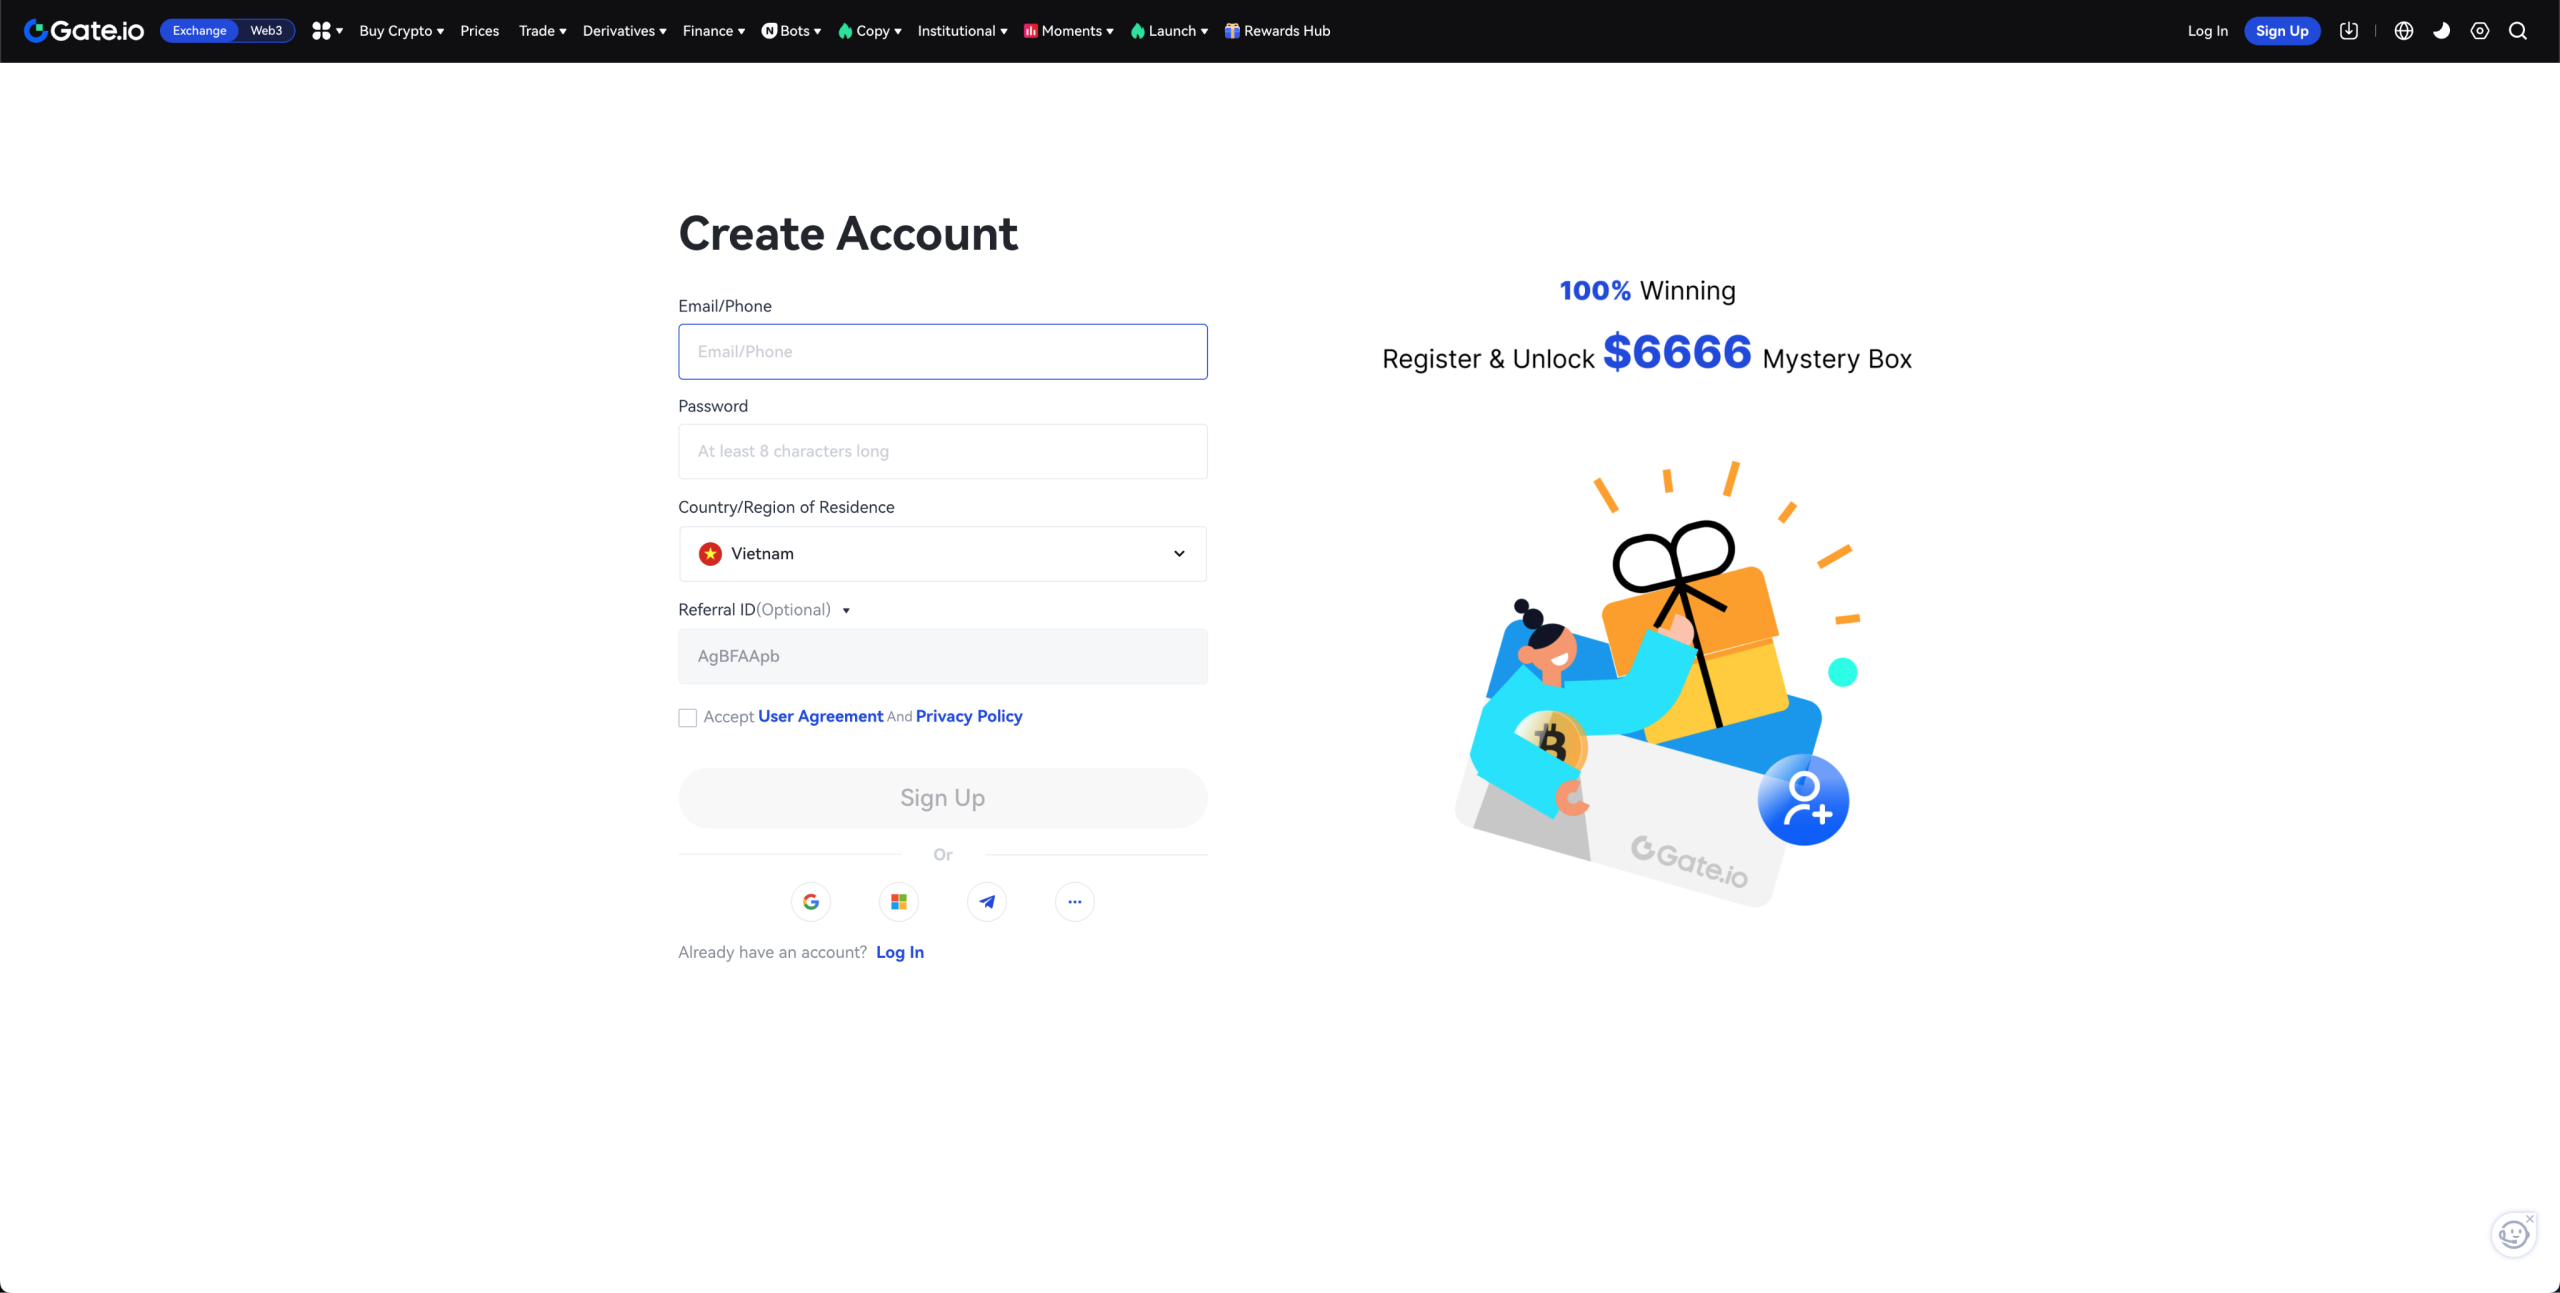 Gate.io Exchange Web3 Buy Crypto Prices Trade Derivatives Finance Bots Copy Institutional Moments Launch Rewards Hub Log In Sign Up
Create Account
Email/Phone
Email/Phone
Password
At least 8 characters long
Country/Region of Residence
Vietnam
Referral ID(Optional)
AgBFAApb
Accept User Agreement And Privacy Policy
Sign Up
Or
Already have an account? Log In
100% Winning
Register & Unlock $6666 Mystery Box
Gate.io